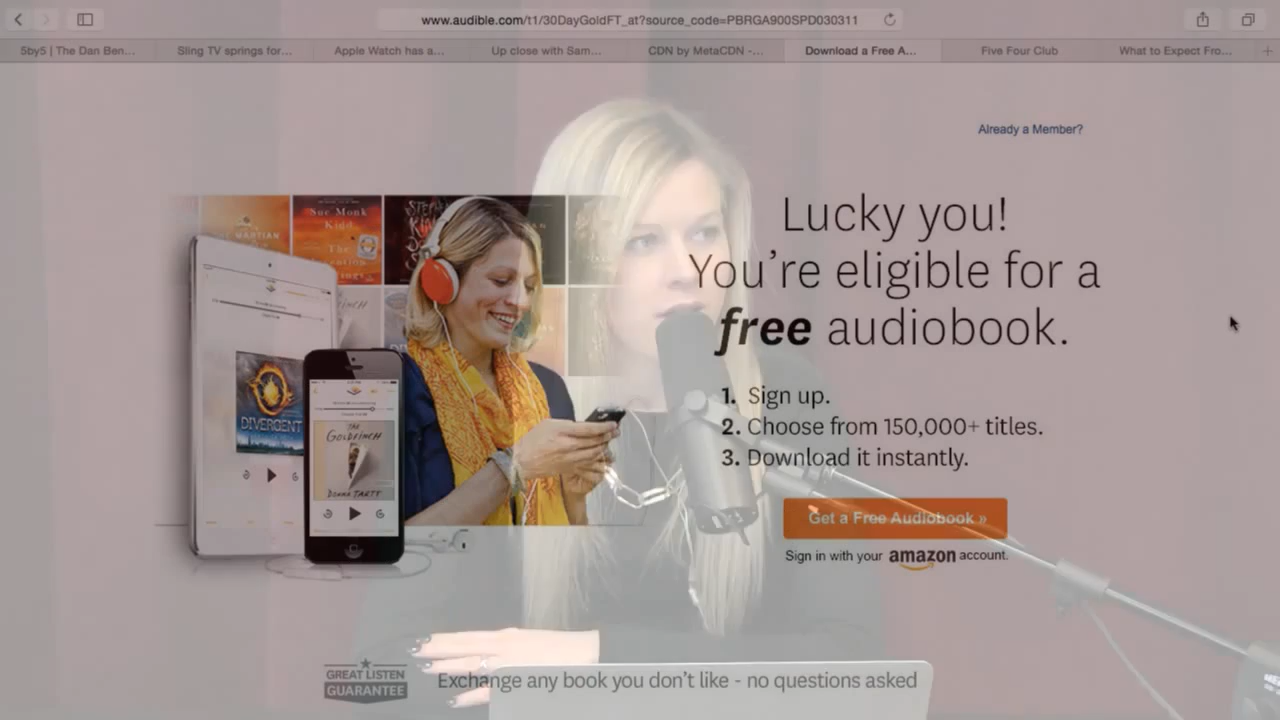 www.audible.com/t1/30DayGoldFT_at?source_code=PBRGA900SPD030311
5by5 | The Dan Ben...
Sling TV springs for...
Apple Watch has a...
Up close with Sam...
CDN by MetaCDN -...
Download a Free A...
Five Four Club
What to Expect Fro...
Already a Member?
Lucky you!
You're eligible for a
free audiobook.
1. Sign up.
2. Choose from 150,000+ titles.
3. Download it instantly.
Get a Free Audiobook »
Sign in with your amazon account.
Sue Monk
Kidd
The
DIVERGENT
THE
GOLDFINCH
DONNA TARTT
GREAT LISTEN
GUARANTEE
Exchange any book you don't like - no questions asked